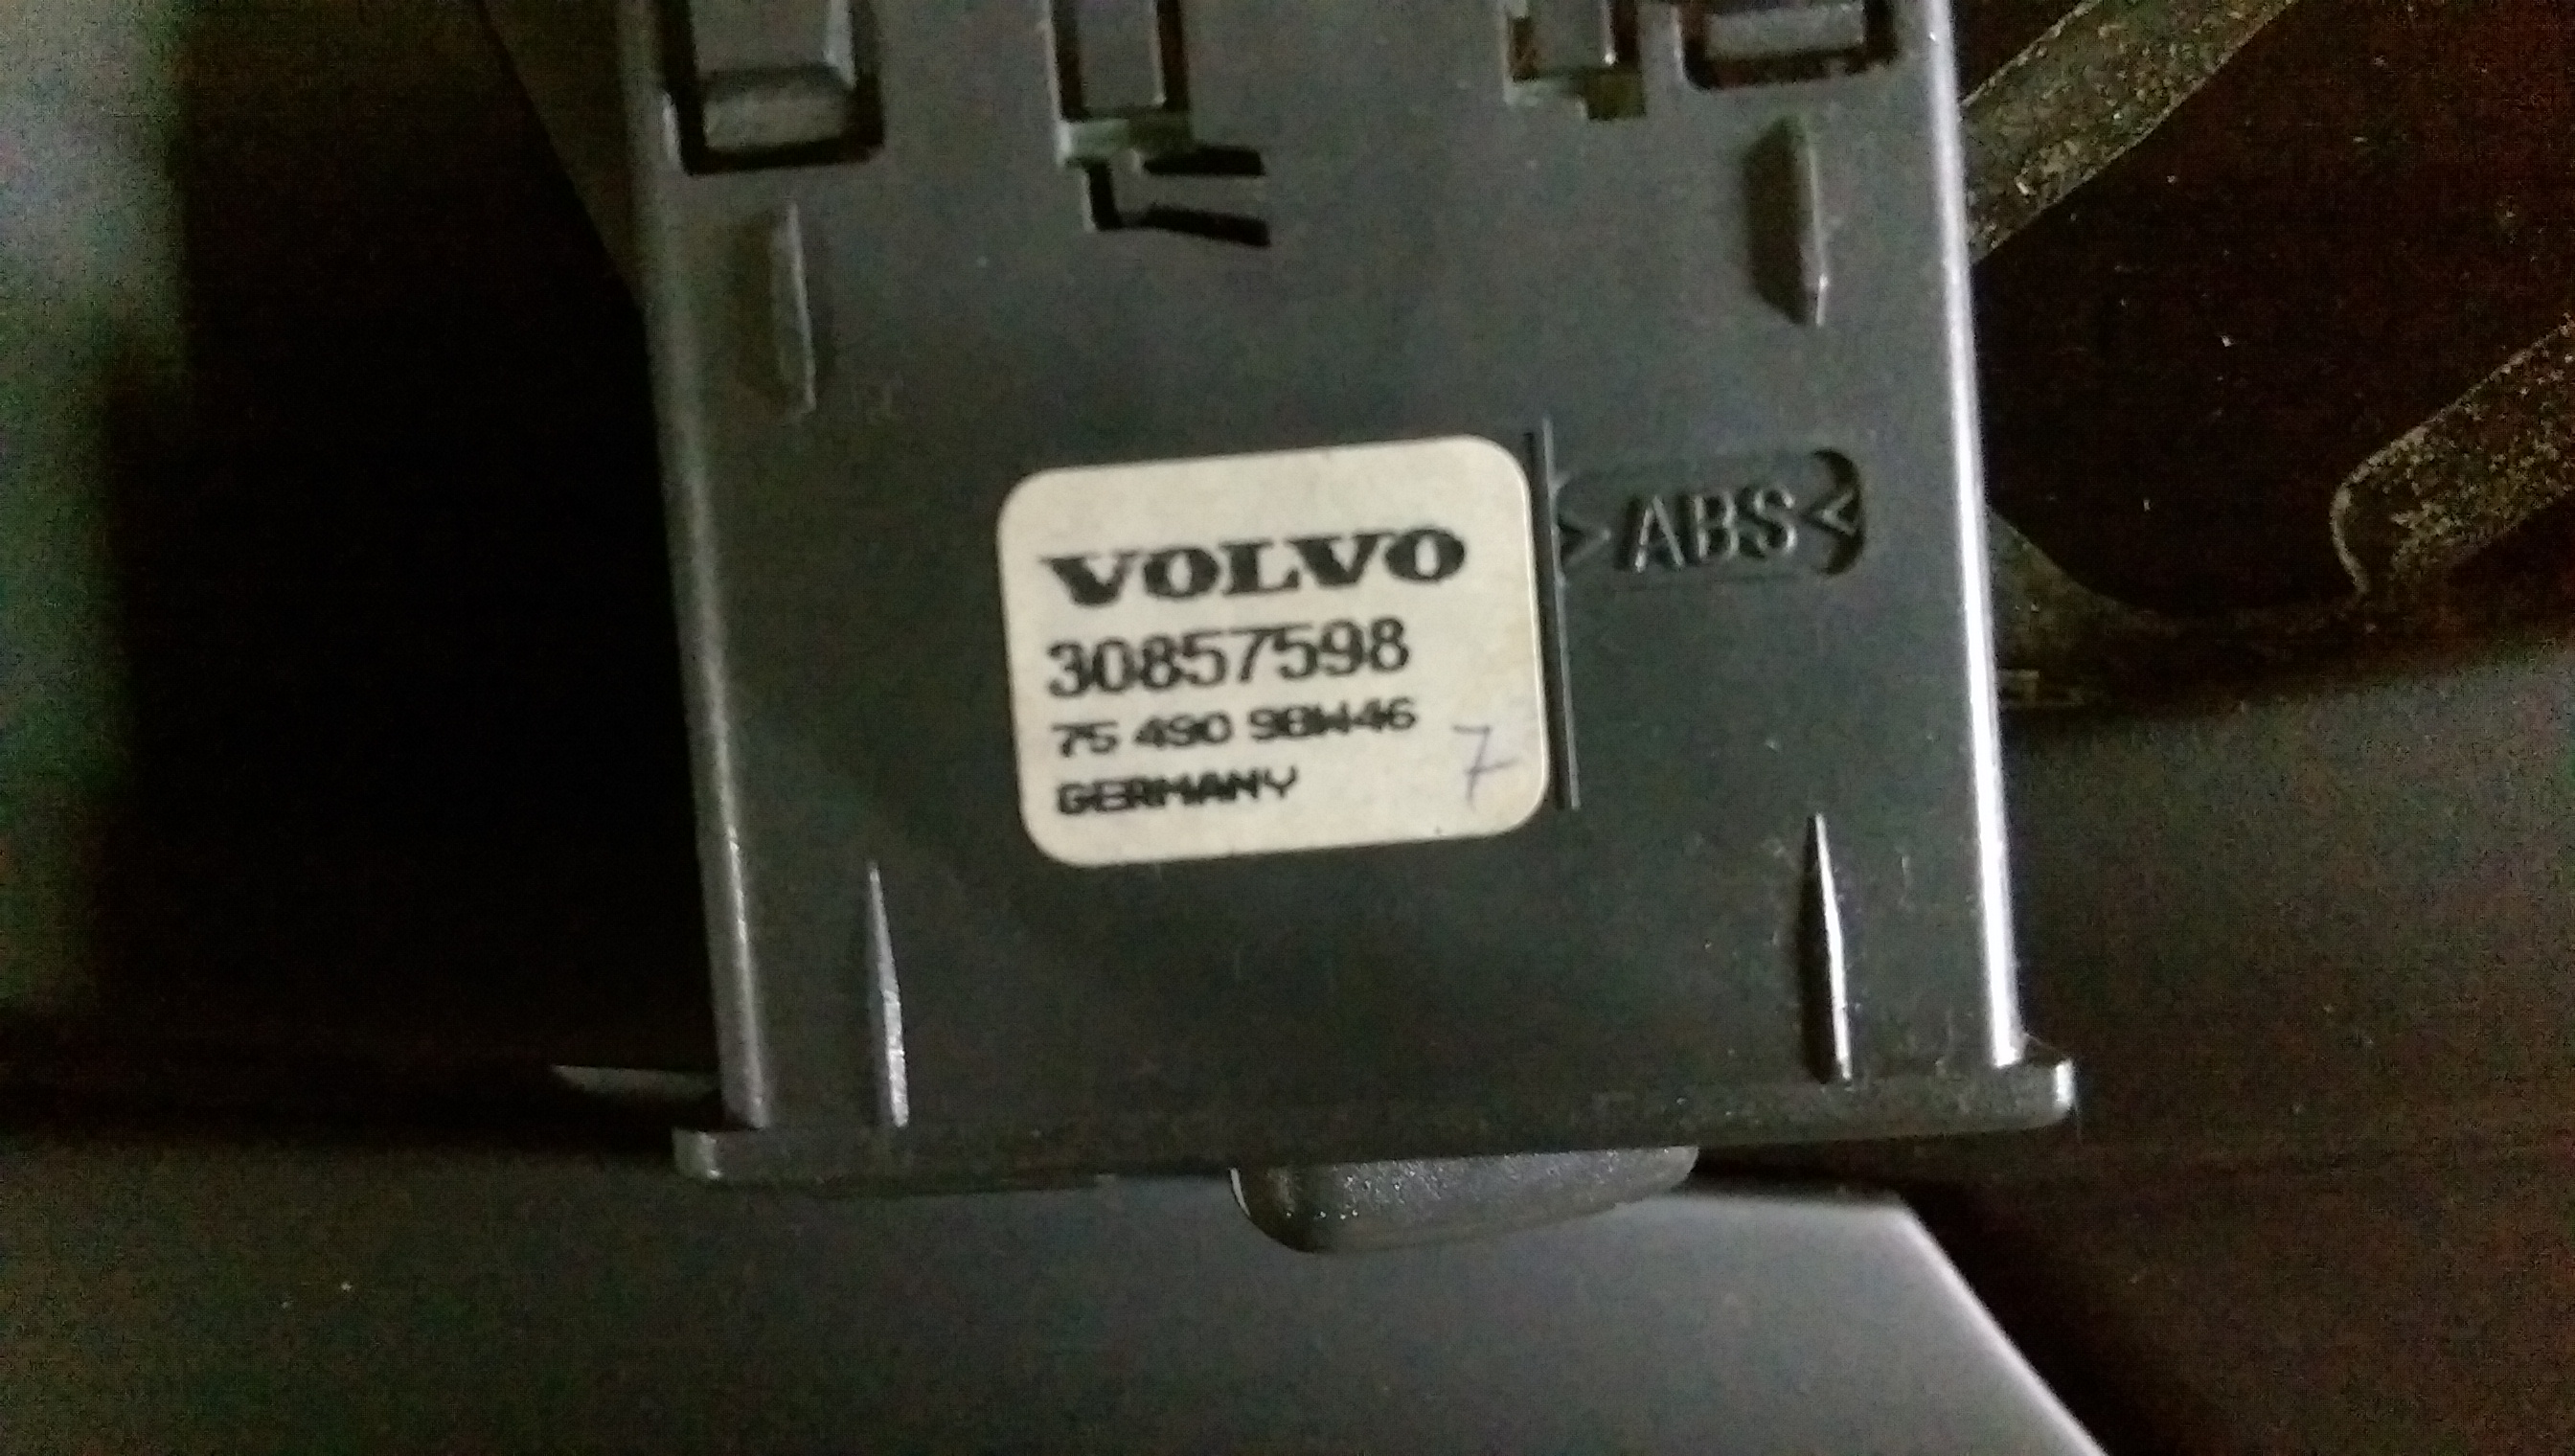 VOLVO
30857598
75 490 98W46
GERMANY
7
>ABS<